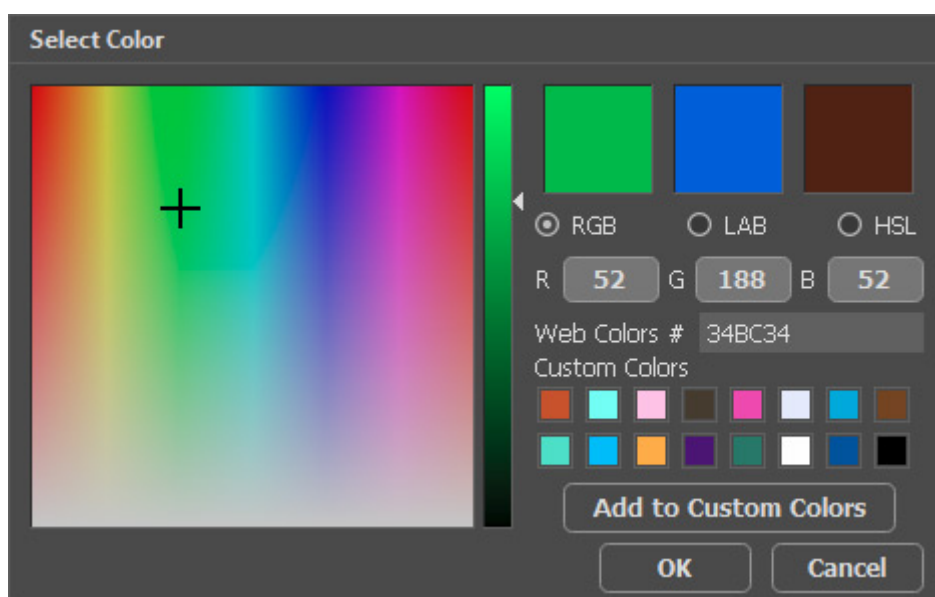 Select Color
RGB LAB HSL
R 52 G 188 B 52
Web Colors # 34BC34
Custom Colors
Add to Custom Colors
OK Cancel